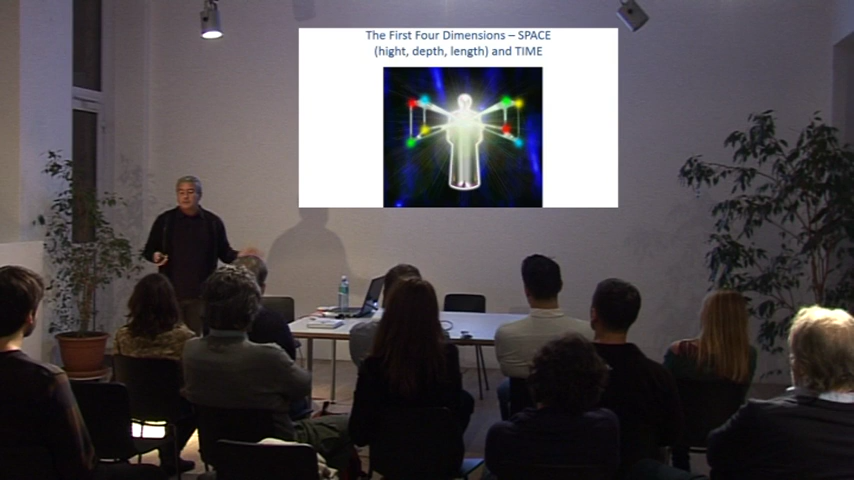 The First Four Dimensions – SPACE
(hight, depth, length) and TIME